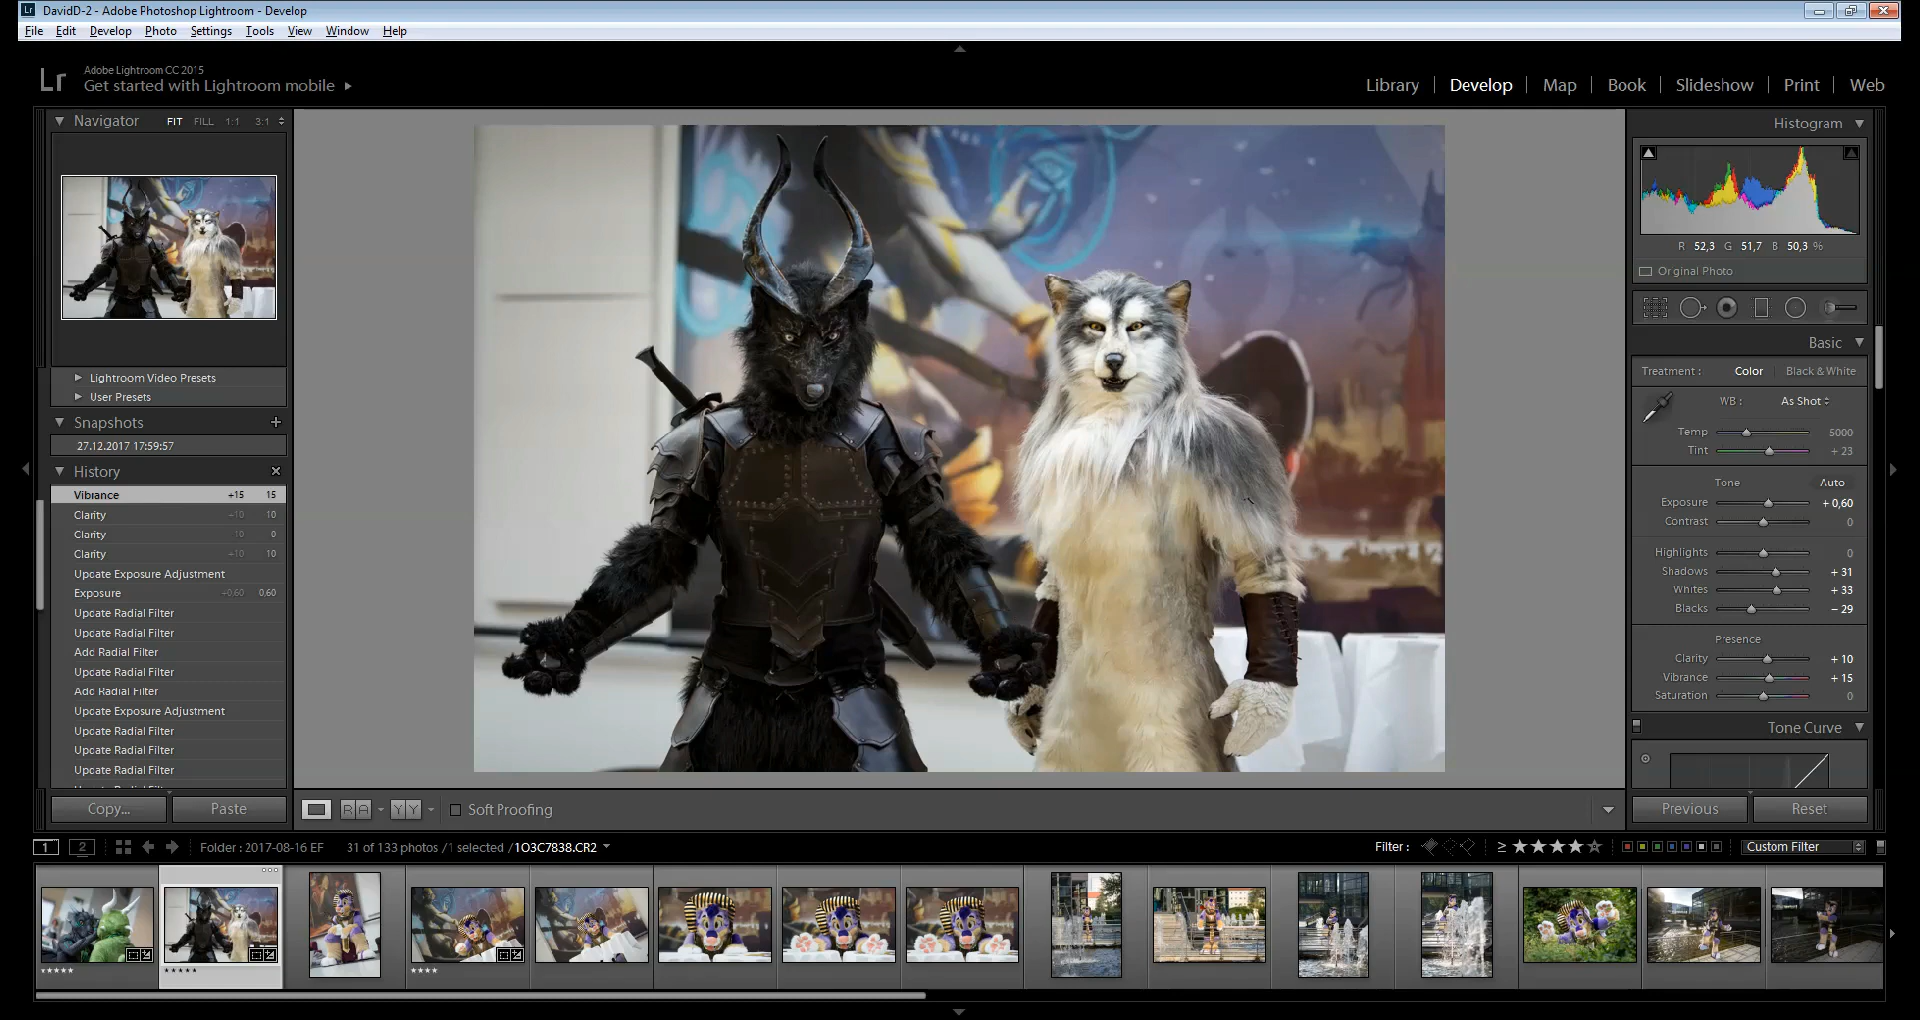 DavidD-2 - Adobe Photoshop Lightroom - Develop
File Edit Develop Photo Settings Tools View Window Help
Lr
Adobe Lightroom CC 2015
Get started with Lightroom mobile
Library Develop Map Book Slideshow Print Web
Navigator FIT FILL 1:1 3:1
Lightroom Video Presets
User Presets
Snapshots +
27.12.2017 17:59:57
History
Vibrance +15 15
Clarity +10 10
Clarity 10 0
Clarity +10 10
Update Exposure Adjustment
Exposure +0,60 0,60
Update Radial Filter
Update Radial Filter
Add Radial Filter
Update Radial Filter
Add Radial Filter
Update Exposure Adjustment
Update Radial Filter
Update Radial Filter
Update Radial Filter
Update Radial Filter
Copy... Paste
R A Y Y Soft Proofing
Histogram
R 52,3 G 51,7 B 50,3 %
Original Photo
Basic
Treatment : Color Black & White
WB : As Shot
Temp 5000
Tint + 23
Tone Auto
Exposure + 0,60
Contrast 0
Highlights 0
Shadows + 31
Whites + 33
Blacks − 29
Presence
Clarity + 10
Vibrance + 15
Saturation 0
Tone Curve
Previous Reset
1 2 Folder : 2017-08-16 EF 31 of 133 photos / 1 selected / 1O3C7838.CR2 Filter : ≥ ★★★★★ Custom Filter
★★★★★ ★★★★★ ★★★★